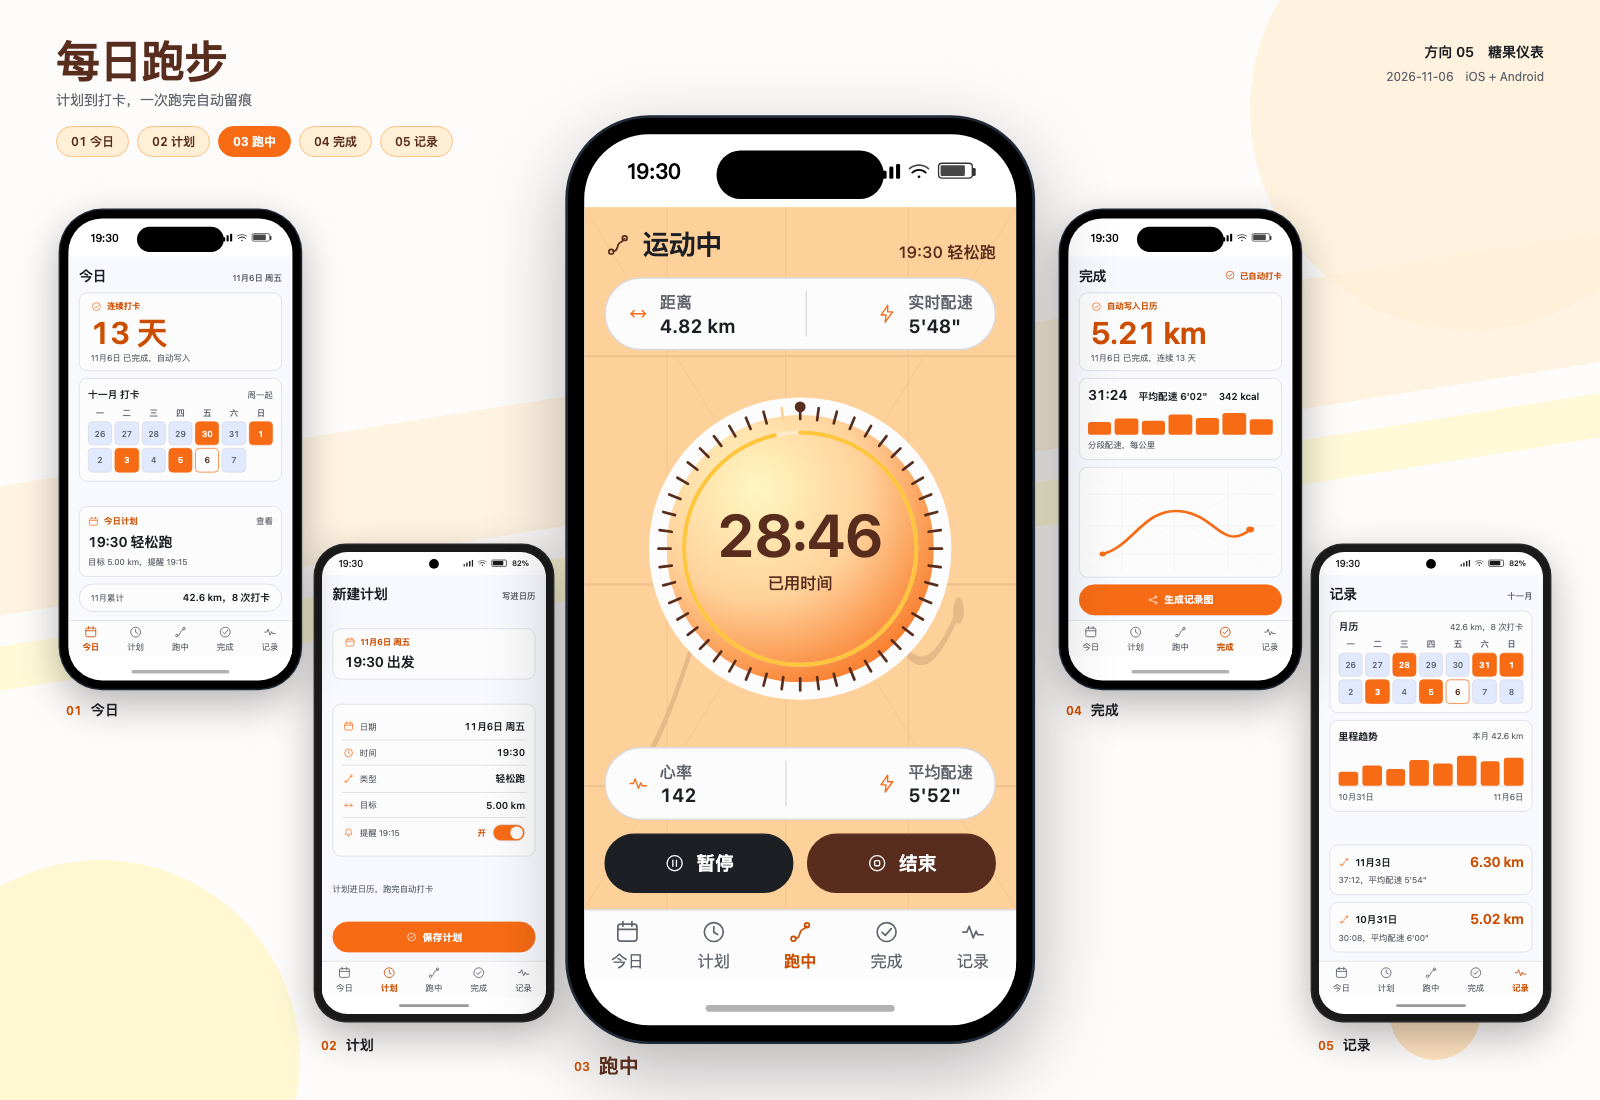 每日跑步
计划到打卡，一次跑完自动留痕
01 今日 02 计划 03 跑中 04 完成 05 记录
方向 05 糖果仪表
2026-11-06 iOS + Android
19:30
今日 11月6日 周五
连续打卡
13 天
11月6日 已完成，自动写入
十一月 打卡 周一起
一 二 三 四 五 六 日
26 27 28 29 30 31 1
2 3 4 5 6 7
今日计划 查看
19:30 轻松跑
目标 5.00 km，提醒 19:15
11月累计 42.6 km，8 次打卡
今日 计划 跑中 完成 记录
01 今日
19:30 82%
新建计划 写进日历
11月6日 周五
19:30 出发
日期 11月6日 周五
时间 19:30
类型 轻松跑
目标 5.00 km
提醒 19:15 开
计划进日历，跑完自动打卡
保存计划
今日 计划 跑中 完成 记录
02 计划
19:30
运动中 19:30 轻松跑
距离 实时配速
4.82 km 5'48"
28:46
已用时间
心率 平均配速
142 5'52"
暂停 结束
今日 计划 跑中 完成 记录
03 跑中
19:30
完成 已自动打卡
自动写入日历
5.21 km
11月6日 已完成，连续 13 天
31:24 平均配速 6'02" 342 kcal
分段配速，每公里
生成记录图
今日 计划 跑中 完成 记录
04 完成
19:30 82%
记录 十一月
月历 42.6 km，8 次打卡
一 二 三 四 五 六 日
26 27 28 29 30 31 1
2 3 4 5 6 7 8
里程趋势 本月 42.6 km
10月31日 11月6日
11月3日 6.30 km
37:12，平均配速 5'54"
10月31日 5.02 km
30:08，平均配速 6'00"
今日 计划 跑中 完成 记录
05 记录